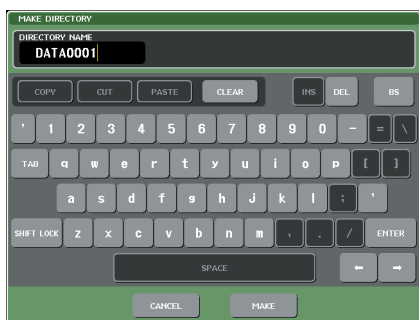 MAKE DIRECTORY
DIRECTORY NAME
DATA0001
COPY CUT PASTE CLEAR INS DEL BS
' 1 2 3 4 5 6 7 8 9 0 - = \
TAB q w e r t y u i o p [ ]
a s d f g h j k l ; '
SHIFT LOCK z x c v b n m , . / ENTER
SPACE ← →
CANCEL MAKE